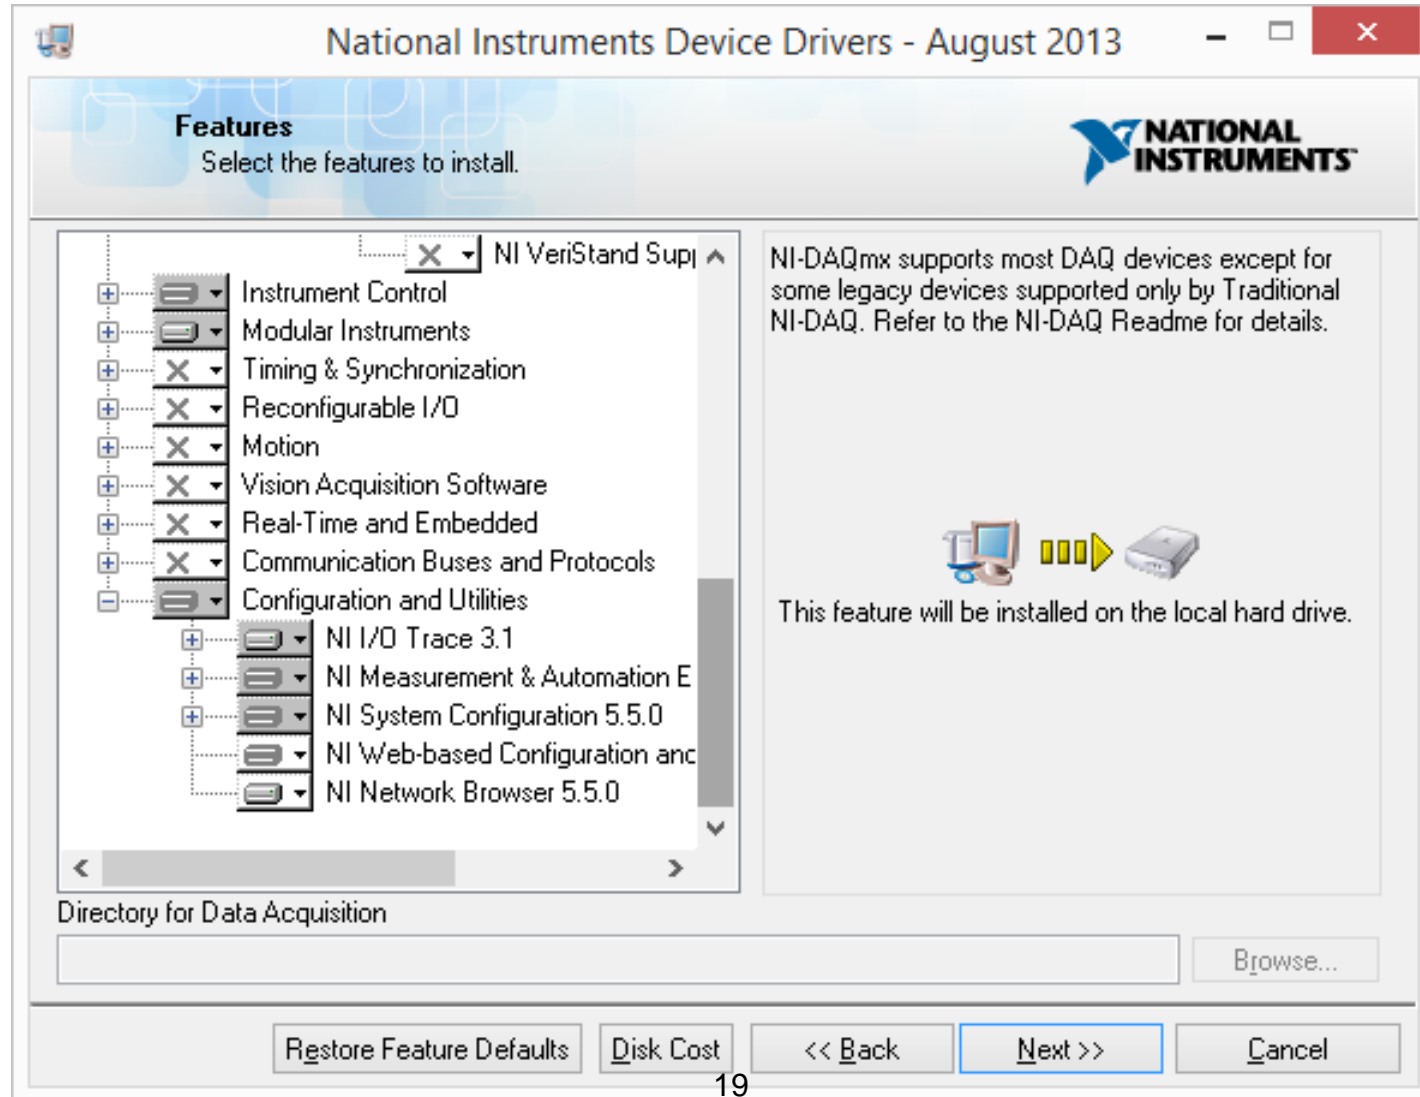 National Instruments Device Drivers - August 2013
Features
Select the features to install.
NATIONAL
INSTRUMENTS
NI VeriStand Sup
Instrument Control
Modular Instruments
Timing & Synchronization
Reconfigurable I/O
Motion
Vision Acquisition Software
Real-Time and Embedded
Communication Buses and Protocols
Configuration and Utilities
NI I/O Trace 3.1
NI Measurement & Automation E
NI System Configuration 5.5.0
NI Web-based Configuration and
NI Network Browser 5.5.0
NI-DAQmx supports most DAQ devices except for
some legacy devices supported only by Traditional
NI-DAQ. Refer to the NI-DAQ Readme for details.
This feature will be installed on the local hard drive.
Directory for Data Acquisition
Browse...
Restore Feature Defaults
Disk Cost
<< Back
Next >>
Cancel
19